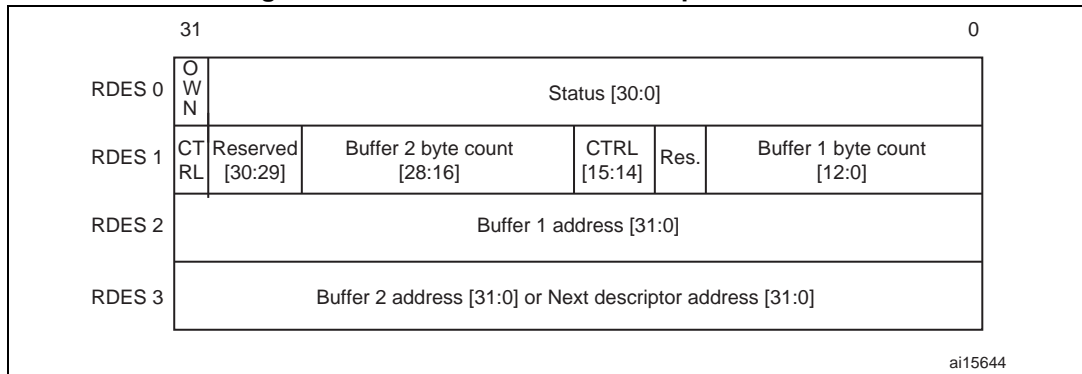 31 0
RDES 0
O
W
N
Status [30:0]
RDES 1
CT
RL
Reserved
[30:29]
Buffer 2 byte count
[28:16]
CTRL
[15:14]
Res.
Buffer 1 byte count
[12:0]
RDES 2
Buffer 1 address [31:0]
RDES 3
Buffer 2 address [31:0] or Next descriptor address [31:0]
ai15644